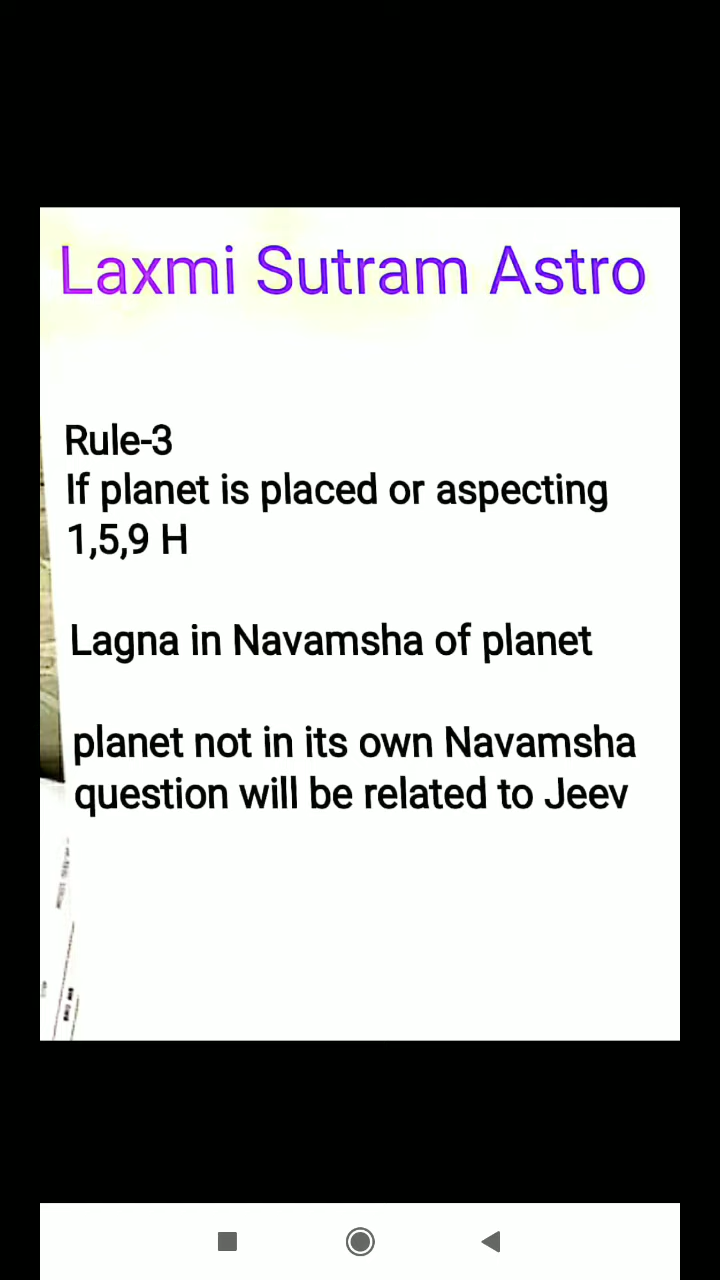 Laxmi Sutram Astro
Rule-3
If planet is placed or aspecting
1,5,9 H
Lagna in Navamsha of planet
planet not in its own Navamsha
question will be related to Jeev